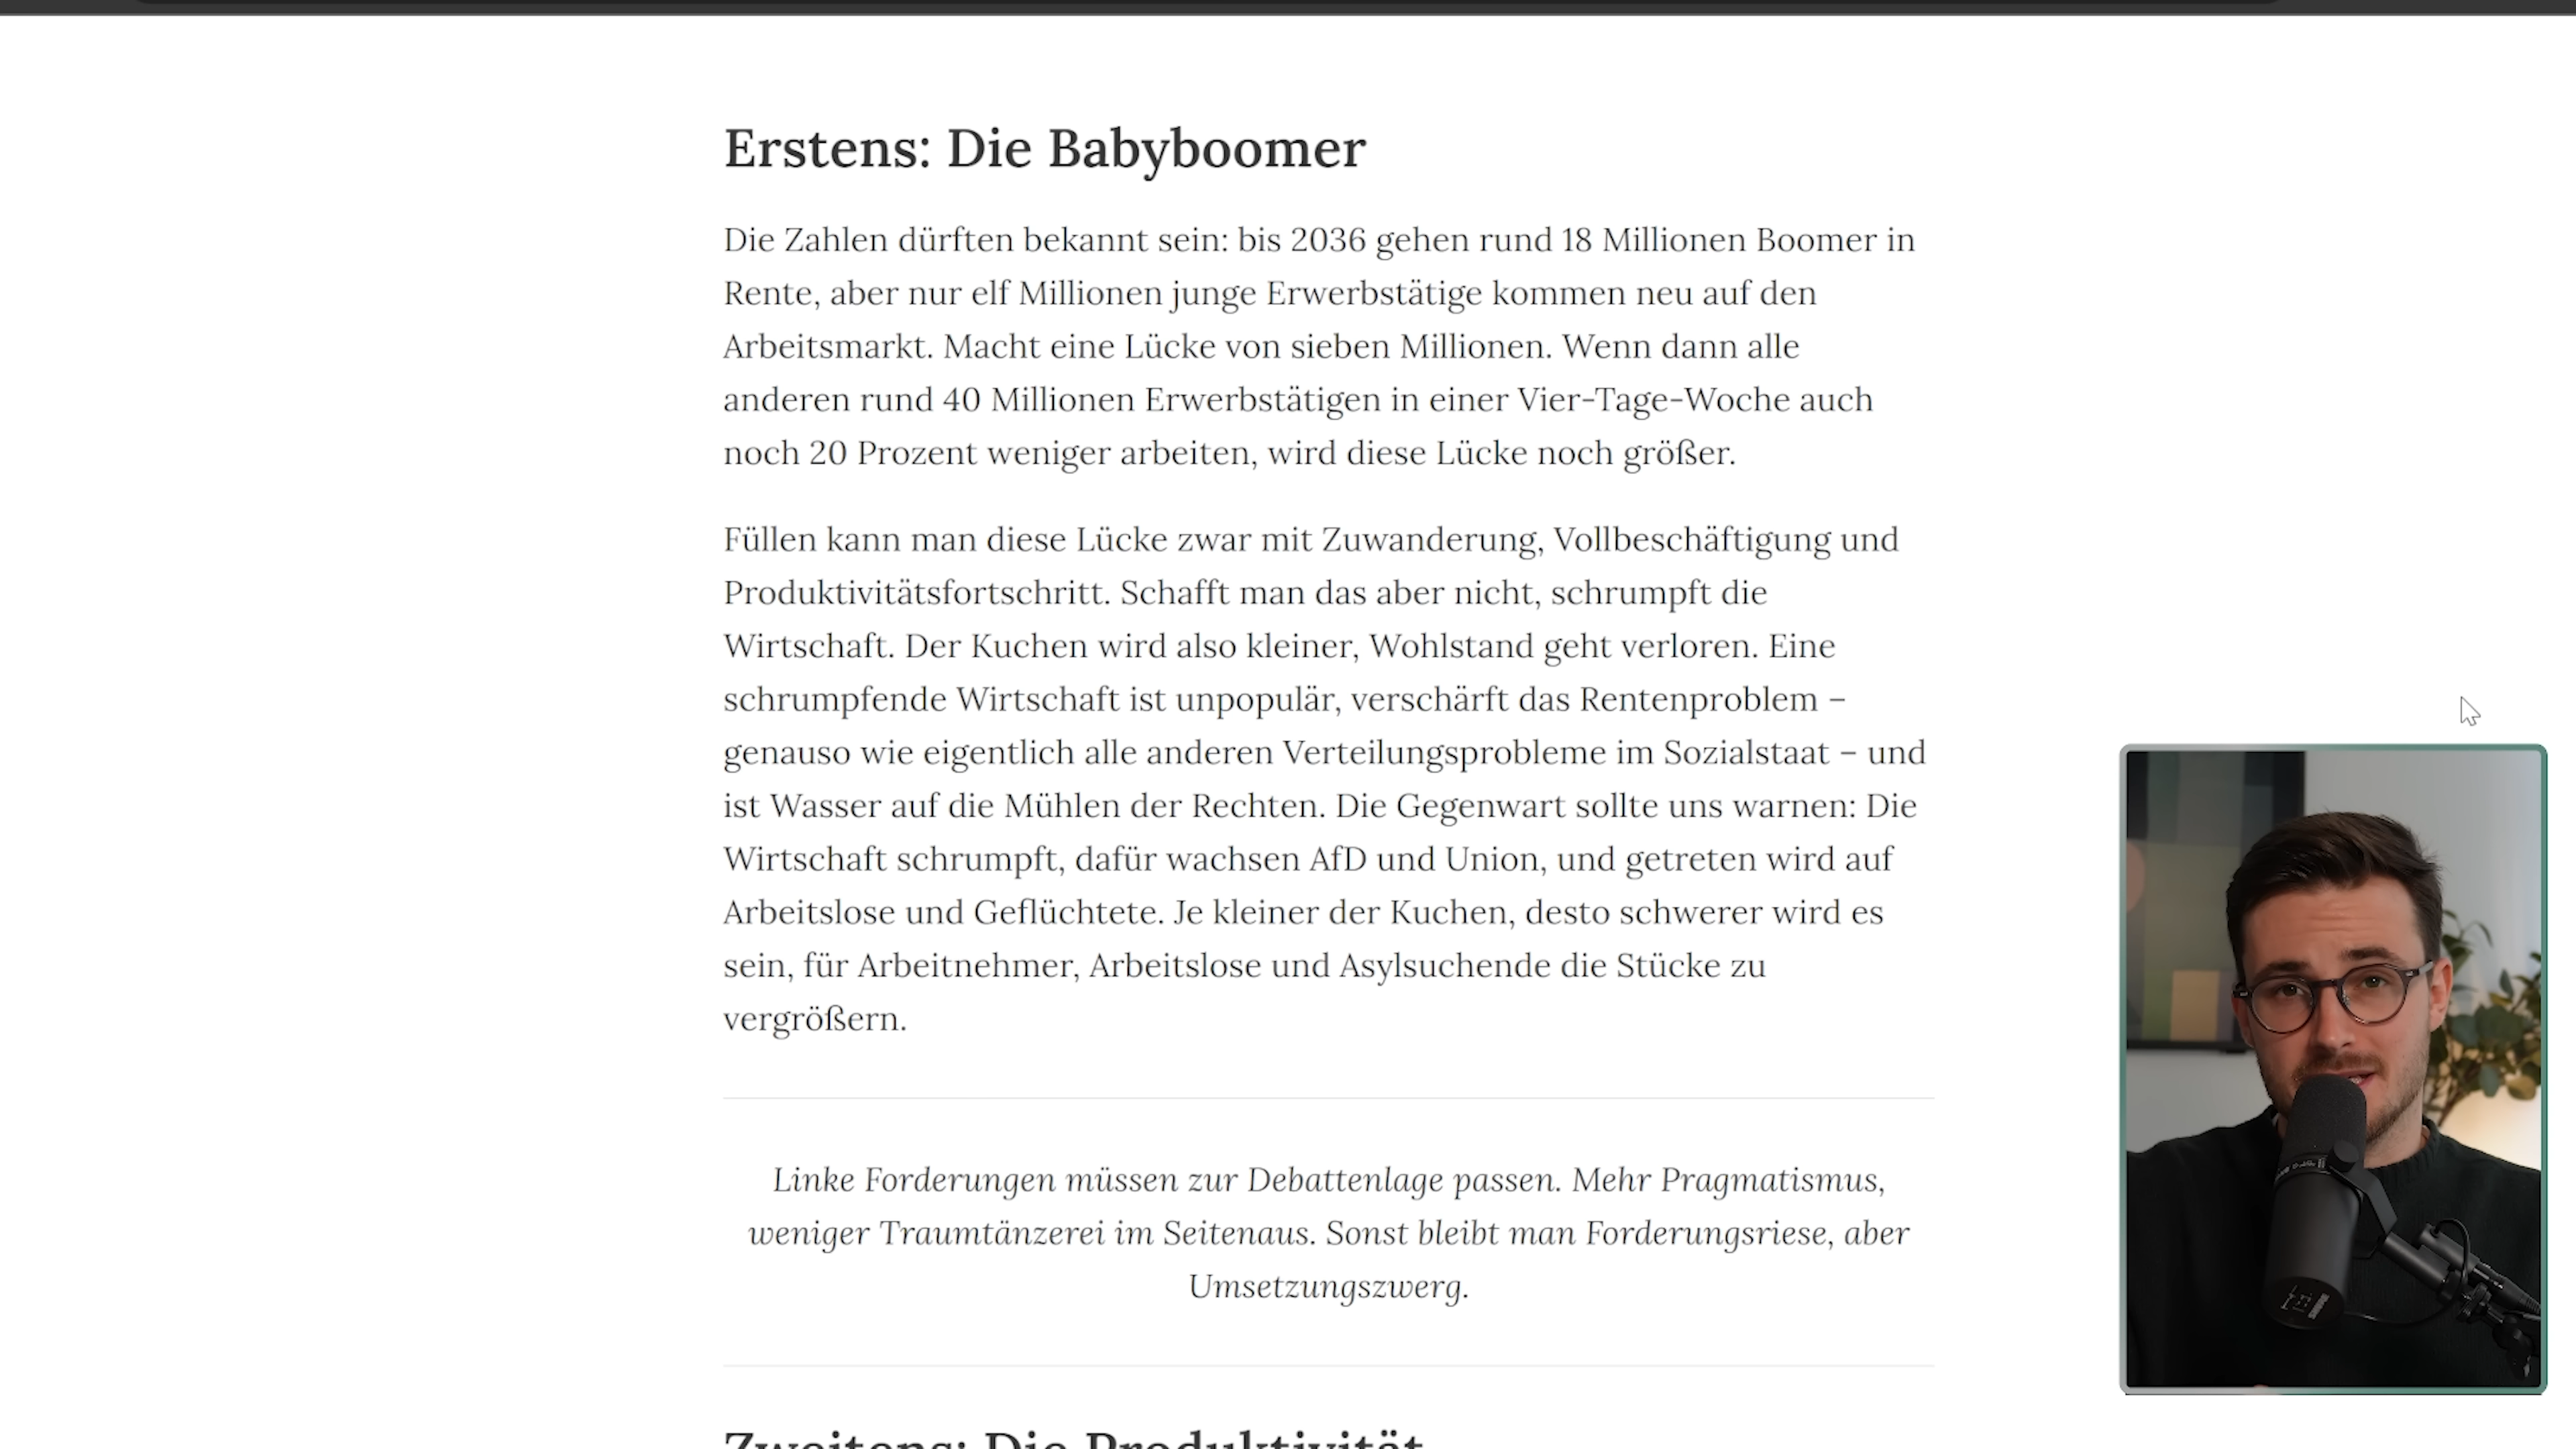 Erstens: Die Babyboomer
Die Zahlen dürften bekannt sein: bis 2036 gehen rund 18 Millionen Boomer in
Rente, aber nur elf Millionen junge Erwerbstätige kommen neu auf den
Arbeitsmarkt. Macht eine Lücke von sieben Millionen. Wenn dann alle
anderen rund 40 Millionen Erwerbstätigen in einer Vier-Tage-Woche auch
noch 20 Prozent weniger arbeiten, wird diese Lücke noch größer.
Füllen kann man diese Lücke zwar mit Zuwanderung, Vollbeschäftigung und
Produktivitätsfortschritt. Schafft man das aber nicht, schrumpft die
Wirtschaft. Der Kuchen wird also kleiner, Wohlstand geht verloren. Eine
schrumpfende Wirtschaft ist unpopulär, verschärft das Rentenproblem –
genauso wie eigentlich alle anderen Verteilungsprobleme im Sozialstaat – und
ist Wasser auf die Mühlen der Rechten. Die Gegenwart sollte uns warnen: Die
Wirtschaft schrumpft, dafür wachsen AfD und Union, und getreten wird auf
Arbeitslose und Geflüchtete. Je kleiner der Kuchen, desto schwerer wird es
sein, für Arbeitnehmer, Arbeitslose und Asylsuchende die Stücke zu
vergrößern.
Linke Forderungen müssen zur Debattenlage passen. Mehr Pragmatismus,
weniger Traumtänzerei im Seitenaus. Sonst bleibt man Forderungsriese, aber
Umsetzungszwerg.
Zweitens: Die Produktivität